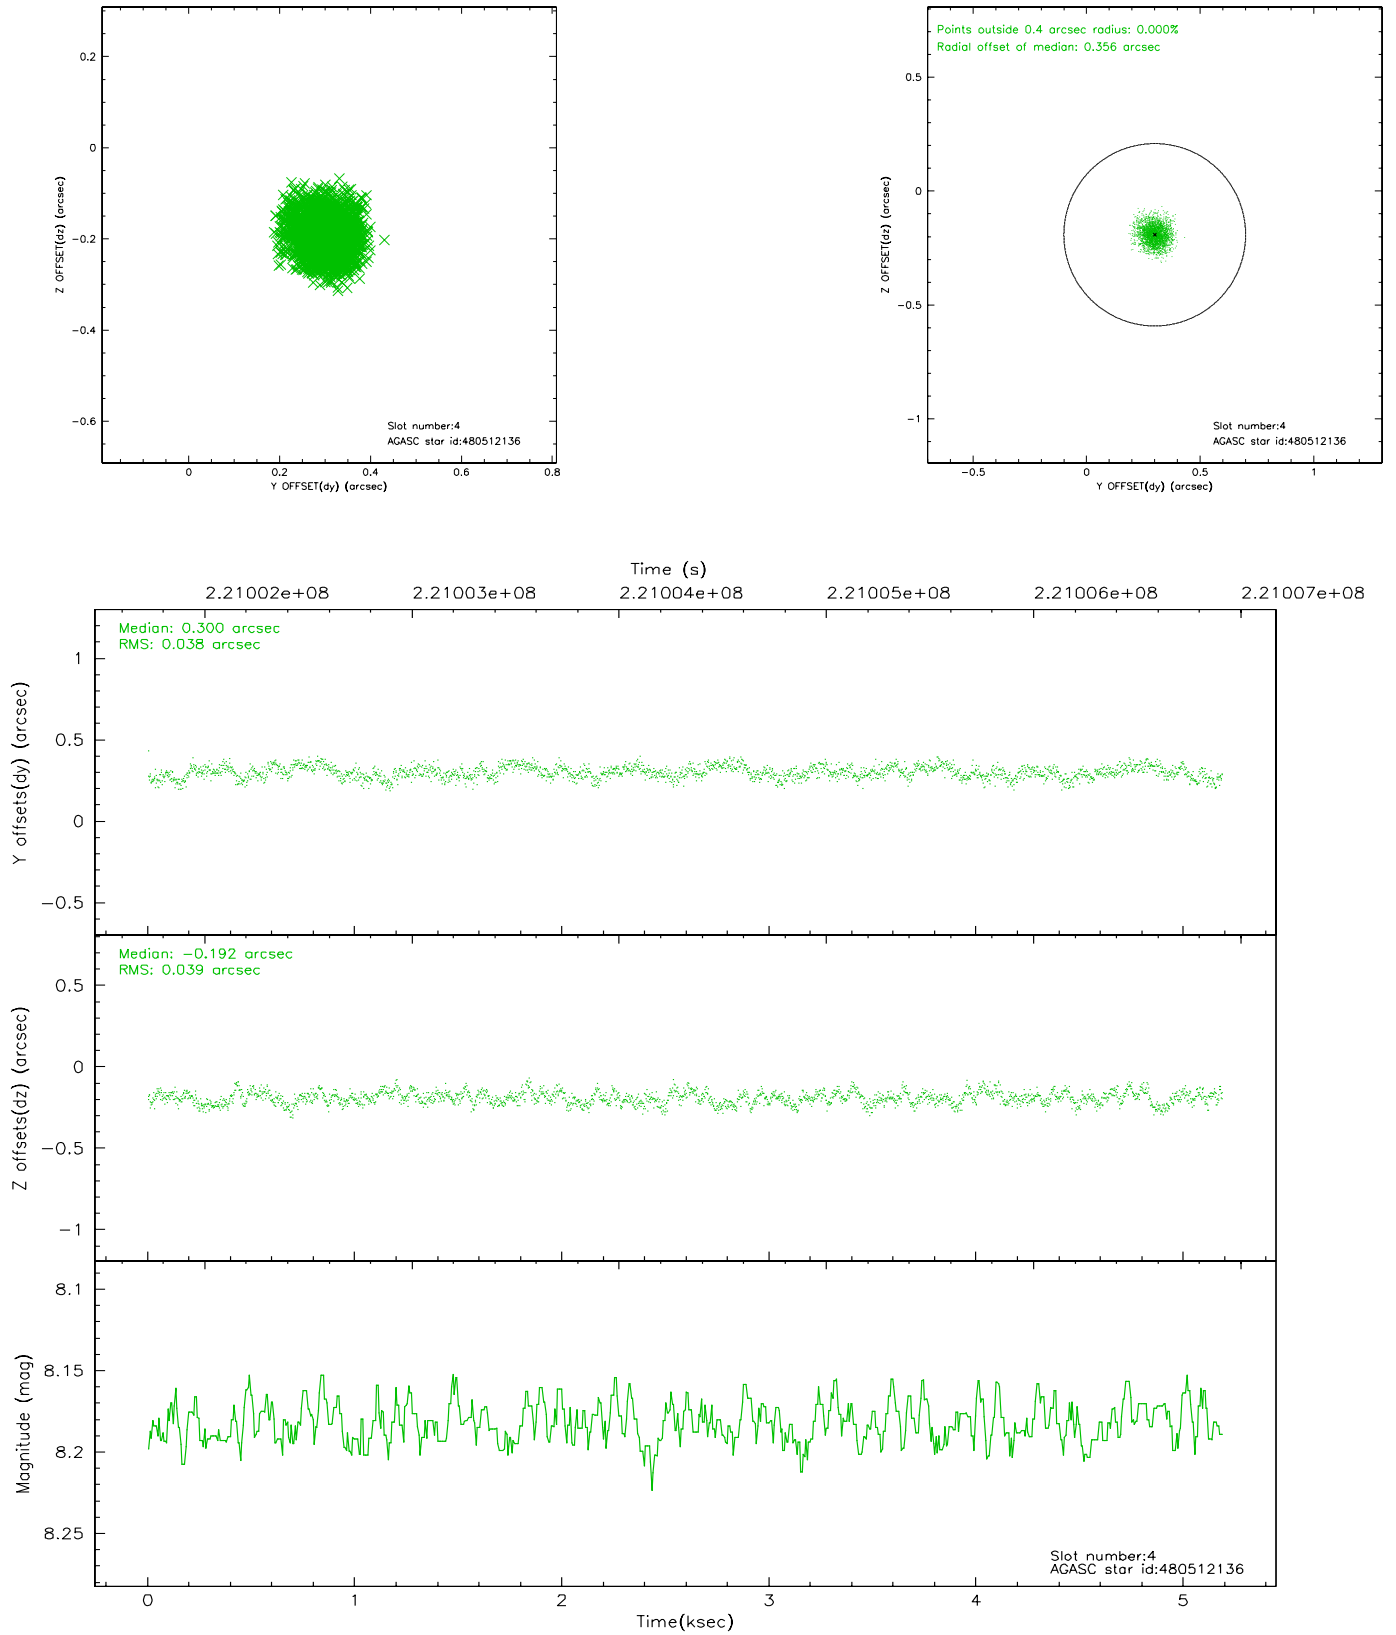 0.2
0
−0.2
−0.4
−0.6
Z OFFSET(dz) (arcsec)
Slot number:4
AGASC star id:480512136
0 0.2 0.4 0.6 0.8
Y OFFSET(dy) (arcsec)
Points outside 0.4 arcsec radius: 0.000%
Radial offset of median: 0.356 arcsec
0.5
0
−0.5
−1
Z OFFSET(dz) (arcsec)
Slot number:4
AGASC star id:480512136
−0.5 0 0.5 1
Y OFFSET(dy) (arcsec)
Time (s)
2.21002e+08 2.21003e+08 2.21004e+08 2.21005e+08 2.21006e+08 2.21007e+08
Median: 0.300 arcsec
RMS: 0.038 arcsec
1
0.5
0
−0.5
Y offsets(dy) (arcsec)
Median: −0.192 arcsec
RMS: 0.039 arcsec
0.5
0
−0.5
−1
Z offsets(dz) (arcsec)
8.1
8.15
8.2
8.25
Magnitude (mag)
Slot number:4
AGASC star id:480512136
0 1 2 3 4 5
Time(ksec)